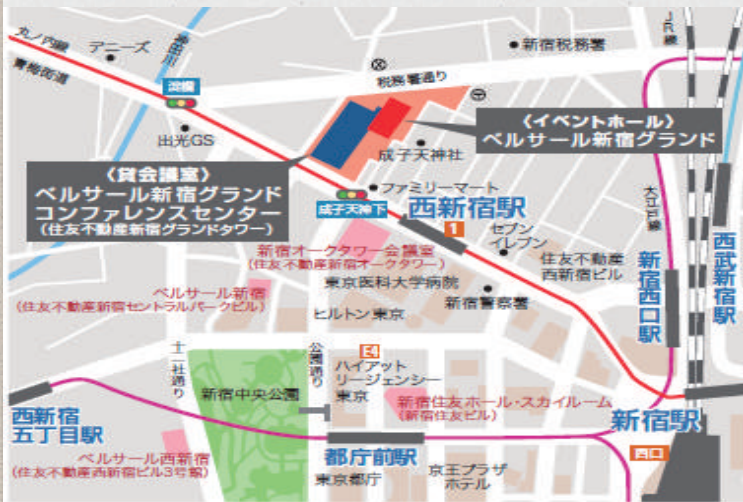 丸ノ内線
アニーズ
神田川
青梅街道
淀橋
新宿税務署
JR線
税務署通り
出光GS
〈イベントホール〉
ベルサール新宿グランド
成子天神社
〈貸会議室〉
ベルサール新宿グランド
コンファレンスセンター
(住友不動産新宿グランドタワー)
ファミリーマート
成子天神下
西新宿駅
1
セブン
イレブン
大江戸線
西武新宿駅
新宿オークタワー会議室
(住友不動産新宿オークタワー)
住友不動産
西新宿ビル
新宿西口駅
東京医科大学病院
新宿警察署
ベルサール新宿
(住友不動産新宿セントラルパークビル)
ヒルトン東京
十二社通り
公園通り
E4
ハイアット
リージェンシー
東京
新宿中央公園
新宿住友ホール・スカイルーム
(新宿住友ビル)
西新宿
五丁目駅
新宿駅
西口
都庁前駅
ベルサール西新宿
(住友不動産西新宿ビル3号館)
東京都庁
京王プラザ
ホテル